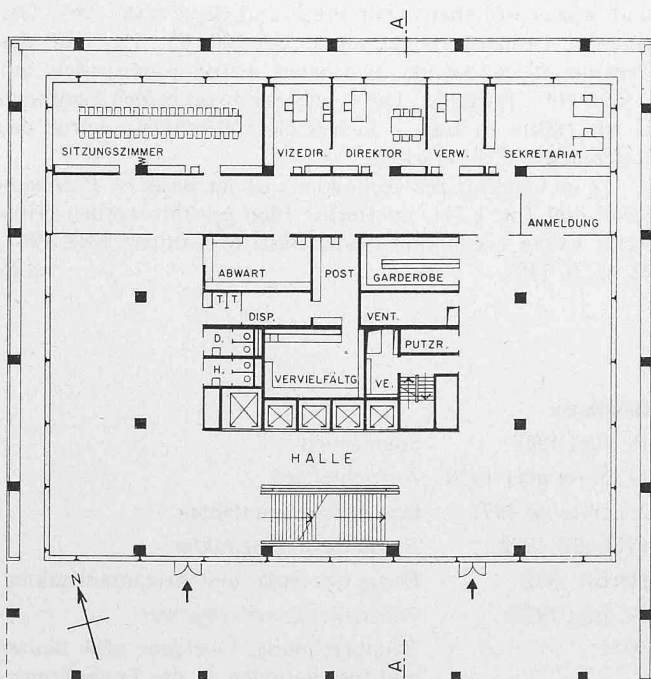 A
SITZUNGSZIMMER
VIZEDIR.
DIREKTOR
VERW.
SEKRETARIAT
ANMELDUNG
ABWART
POST
GARDEROBE
T. T.
DISP.
VENT.
D.
PUTZR.
H.
VERVIELFÄLTG.
VE.
HALLE
N
A